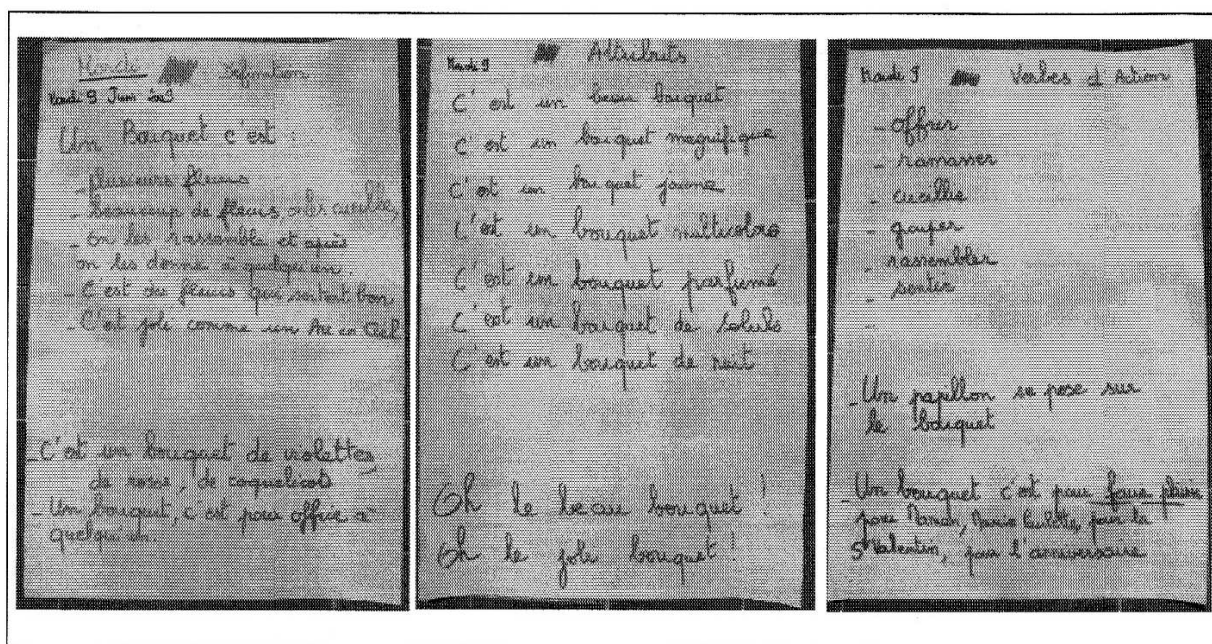 Mardi Définition
Mardi 9 Juin
Un Bouquet c'est :
- plusieurs fleurs
- beaucoup de fleurs, on les cueille,
- on les rassemble et après
on les donne à quelqu'un.
- C'est des fleurs qui sentent bon
- C'est joli comme un Arc en Ciel
- C'est un bouquet de violettes
de roses, de coquelicots
- Un bouquet, c'est pour offrir à
quelqu'un.
Mardi 9 Attributs
C'est un beau bouquet
C'est un bouquet magnifique
C'est un bouquet jaune
C'est un bouquet multicolore
C'est un bouquet parfumé
C'est un bouquet de
C'est un bouquet de nuit
Oh le beau bouquet !
Oh le joli bouquet !
Mardi 9 Verbes d'Action
- offrir
- ramasser
- cueillir
- couper
- rassembler
- sentir
-
- Un papillon se pose sur
le bouquet
- Un bouquet c'est pour faire plaisir
pour Maman, pour la
St Valentin, pour l'anniversaire